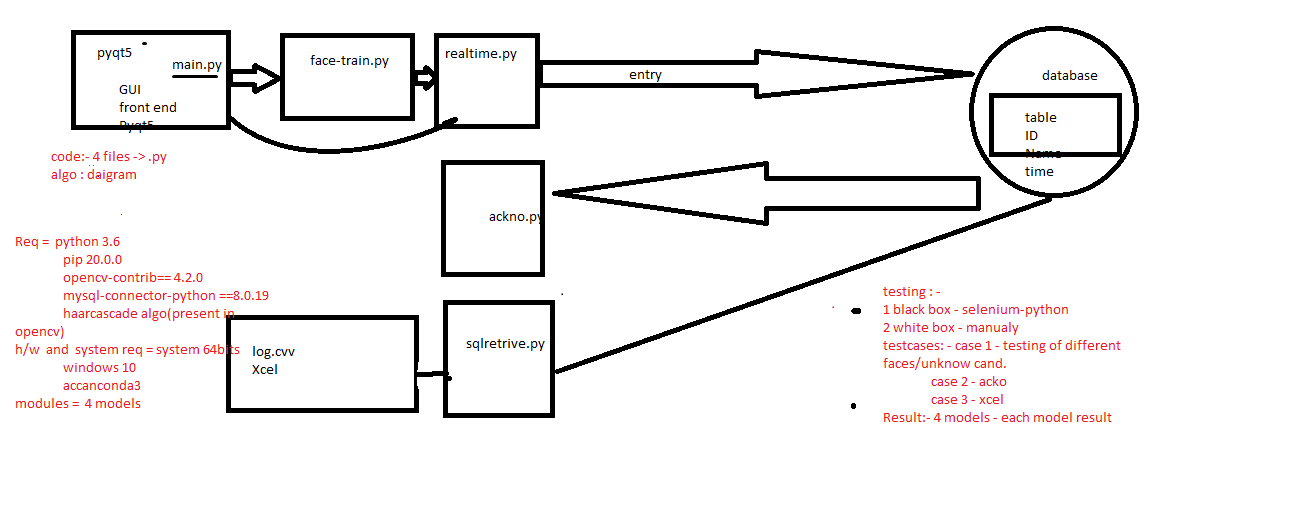 pyqt5
main.py
GUI
front end
Pyqt5
face-train.py
realtime.py
entry
database
table
ID
Name
time
code:- 4 files -> .py
algo : daigram
ackno.py
Req = python 3.6
pip 20.0.0
opencv-contrib== 4.2.0
mysql-connector-python ==8.0.19
haarcascade algo(present in
opencv)
h/w and system req = system 64bits
windows 10
accanconda3
modules = 4 models
log.cvv
Xcel
sqlretrive.py
testing : -
1 black box - selenium-python
2 white box - manualy
testcases: - case 1 - testing of different
faces/unknow cand.
case 2 - acko
case 3 - xcel
Result:- 4 models - each model result